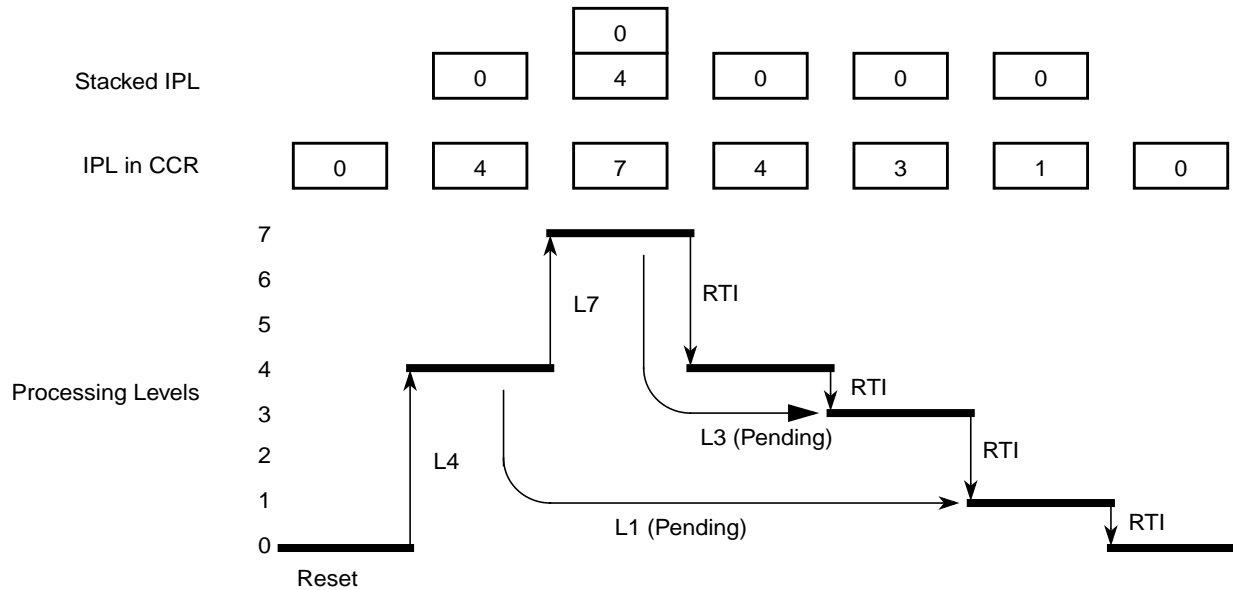 0
Stacked IPL 0 4 0 0 0
IPL in CCR 0 4 7 4 3 1 0
7
6
L7 RTI
5
4
Processing Levels RTI
3
L3 (Pending)
2
L4 RTI
1
L1 (Pending) RTI
0
Reset